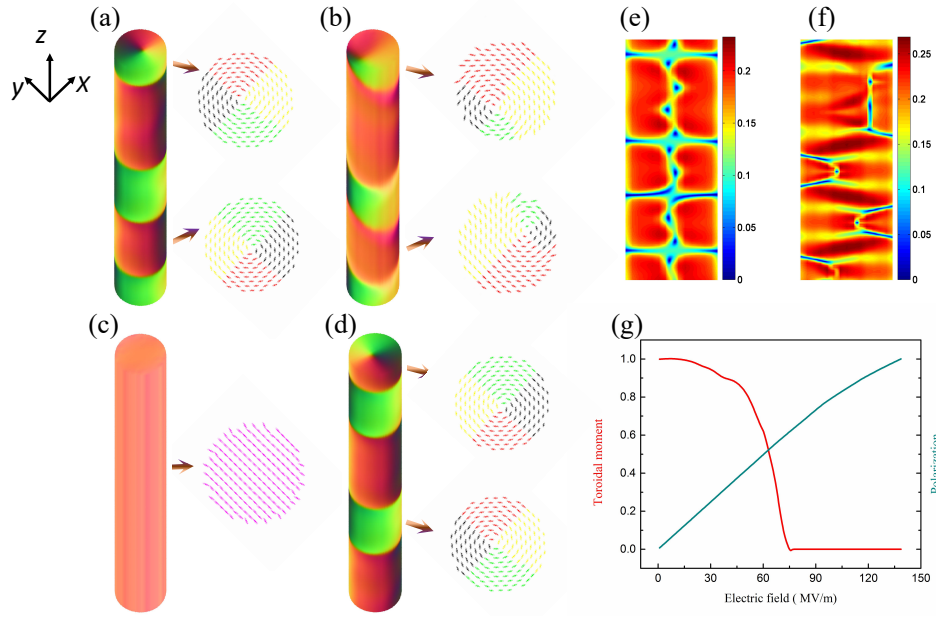 (a)
(b)
(e)
(f)
z
y
X
0.2
0.15
0.1
0.05
0
0.25
0.2
0.15
0.1
0.05
0
(c)
(d)
(g)
1.0
0.8
0.6
0.4
0.2
0.0
Toroidal moment
Polarization
0
30
60
90
120
150
Electric field ( MV/m)